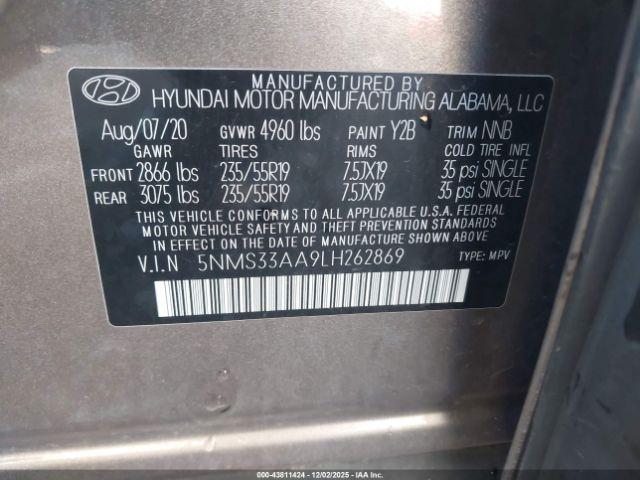 MANUFACTURED BY
HYUNDAI MOTOR MANUFACTURING ALABAMA, LLC
Aug/07/20 GVWR 4960 lbs PAINT Y2B TRIM NNB
GAWR TIRES RIMS COLD TIRE INFL
FRONT 2866 lbs 235/55R19 7.5JX19 35 psi SINGLE
REAR 3075 lbs 235/55R19 7.5JX19 35 psi SINGLE
THIS VEHICLE CONFORMS TO ALL APPLICABLE U.S.A. FEDERAL
MOTOR VEHICLE SAFETY AND THEFT PREVENTION STANDARDS
IN EFFECT ON THE DATE OF MANUFACTURE SHOWN ABOVE.
V.I.N 5NMS33AA9LH262869 TYPE: MPV
000-43811424 - 12/02/2025 - IAAI.COM